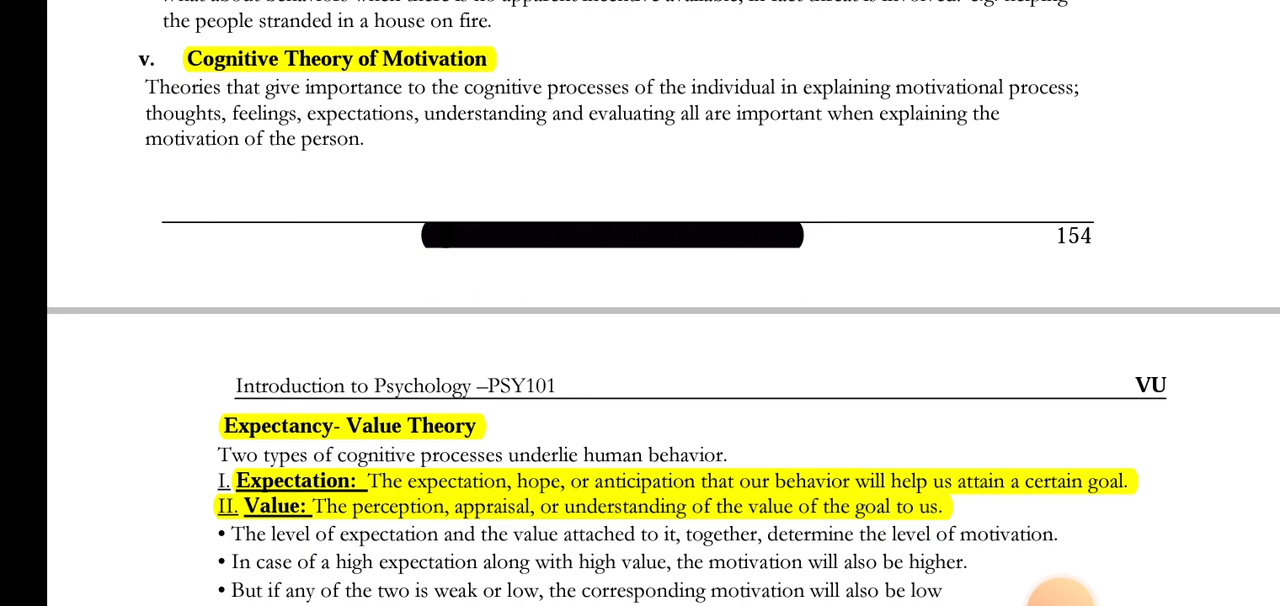 the people stranded in a house on fire.
v. Cognitive Theory of Motivation
Theories that give importance to the cognitive processes of the individual in explaining motivational process;
thoughts, feelings, expectations, understanding and evaluating all are important when explaining the
motivation of the person.
154
Introduction to Psychology –PSY101 VU
Expectancy- Value Theory
Two types of cognitive processes underlie human behavior.
I. Expectation: The expectation, hope, or anticipation that our behavior will help us attain a certain goal.
II. Value: The perception, appraisal, or understanding of the value of the goal to us.
• The level of expectation and the value attached to it, together, determine the level of motivation.
• In case of a high expectation along with high value, the motivation will also be higher.
• But if any of the two is weak or low, the corresponding motivation will also be low